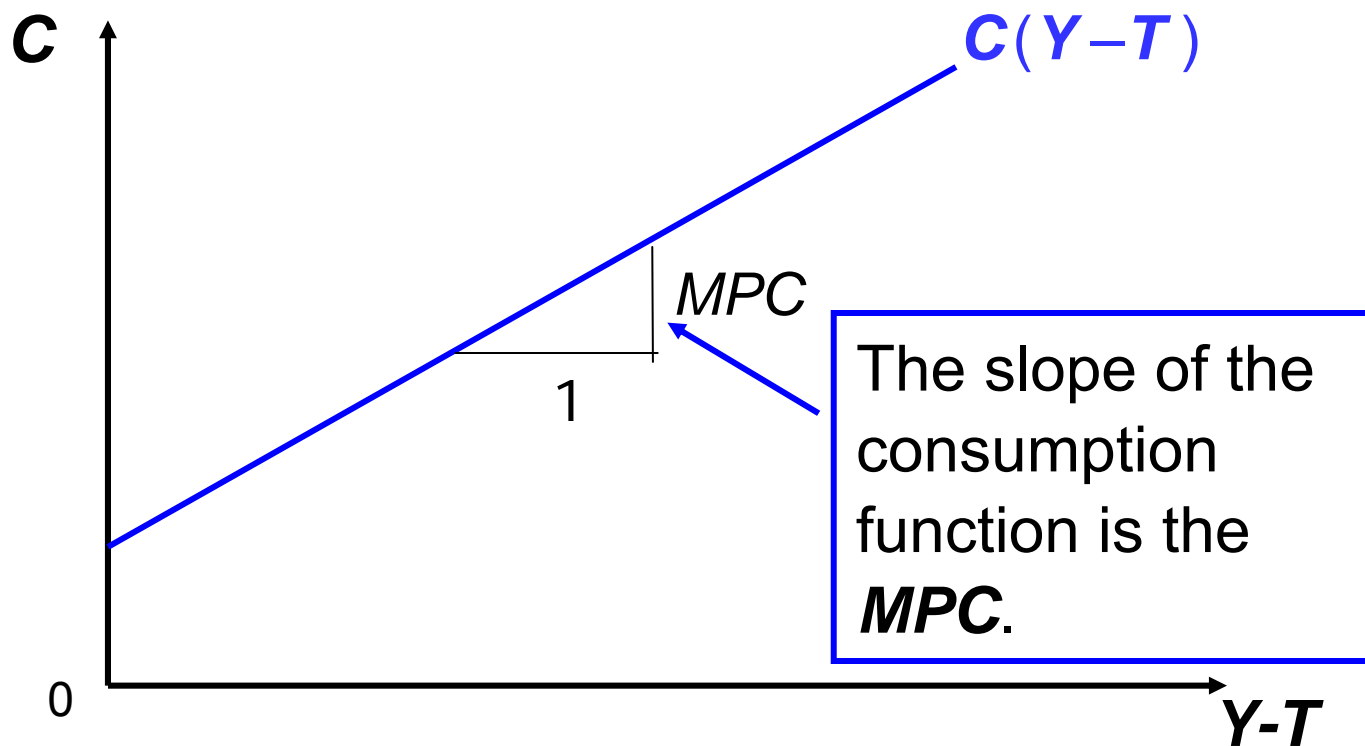 C
C(Y–T)
MPC
1
The slope of the
consumption
function is the
MPC.
0
Y-T